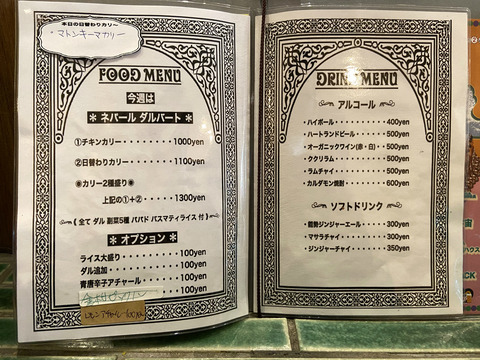 本日の日替わりカリ〜
・マトンキーマカリー
FOOD MENU
今週は
＊ ネパール ダルバート ＊
①チキンカリー・・・・・・・1000yen
②日替わりカリー・・・・・・1100yen
◉カリー2種盛り◉
上記の①+②・・・・1300yen
( 全て ダル 副菜5種 パパド バスマティライス 付 )
＊ オプション ＊
ライス大盛り・・・・・・100yen
ダル追加・・・・・・・・100yen
青唐辛子アチャール・・・100yen
100yen
DRINK MENU
アルコール
・ハイボール・・・・・・・・・400yen
・ハートランドビール・・・・・500yen
・オーガニックワイン(赤・白)・・500yen
・ククリラム・・・・・・・・・500yen
・ラムチャイ・・・・・・・・・500yen
・カルダモン焼酎・・・・・・・600yen
ソフトドリンク
・能勢ジンジャーエール・・・・300yen
・マサラチャイ・・・・・・・・300yen
・ジンジャーチャイ・・・・・・350yen